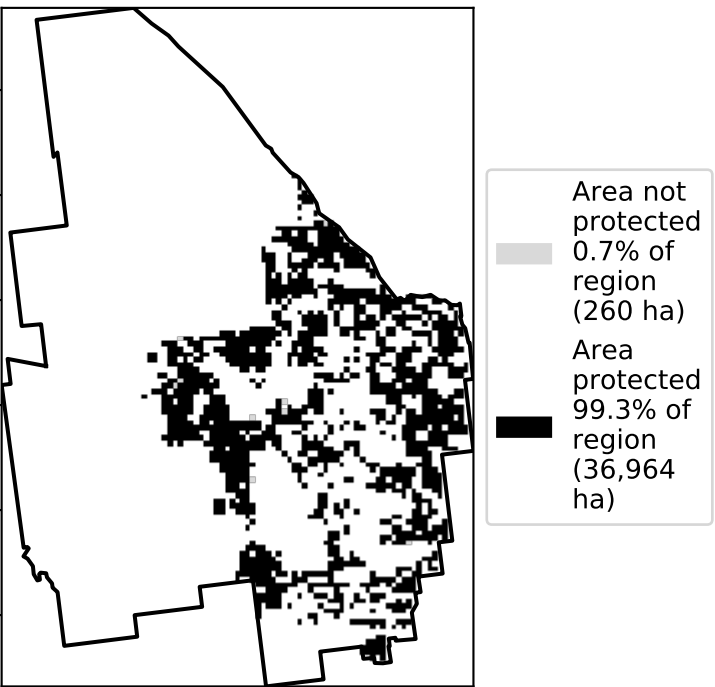 Area not
protected
0.7% of
region
(260 ha)
Area
protected
99.3% of
region
(36,964
ha)